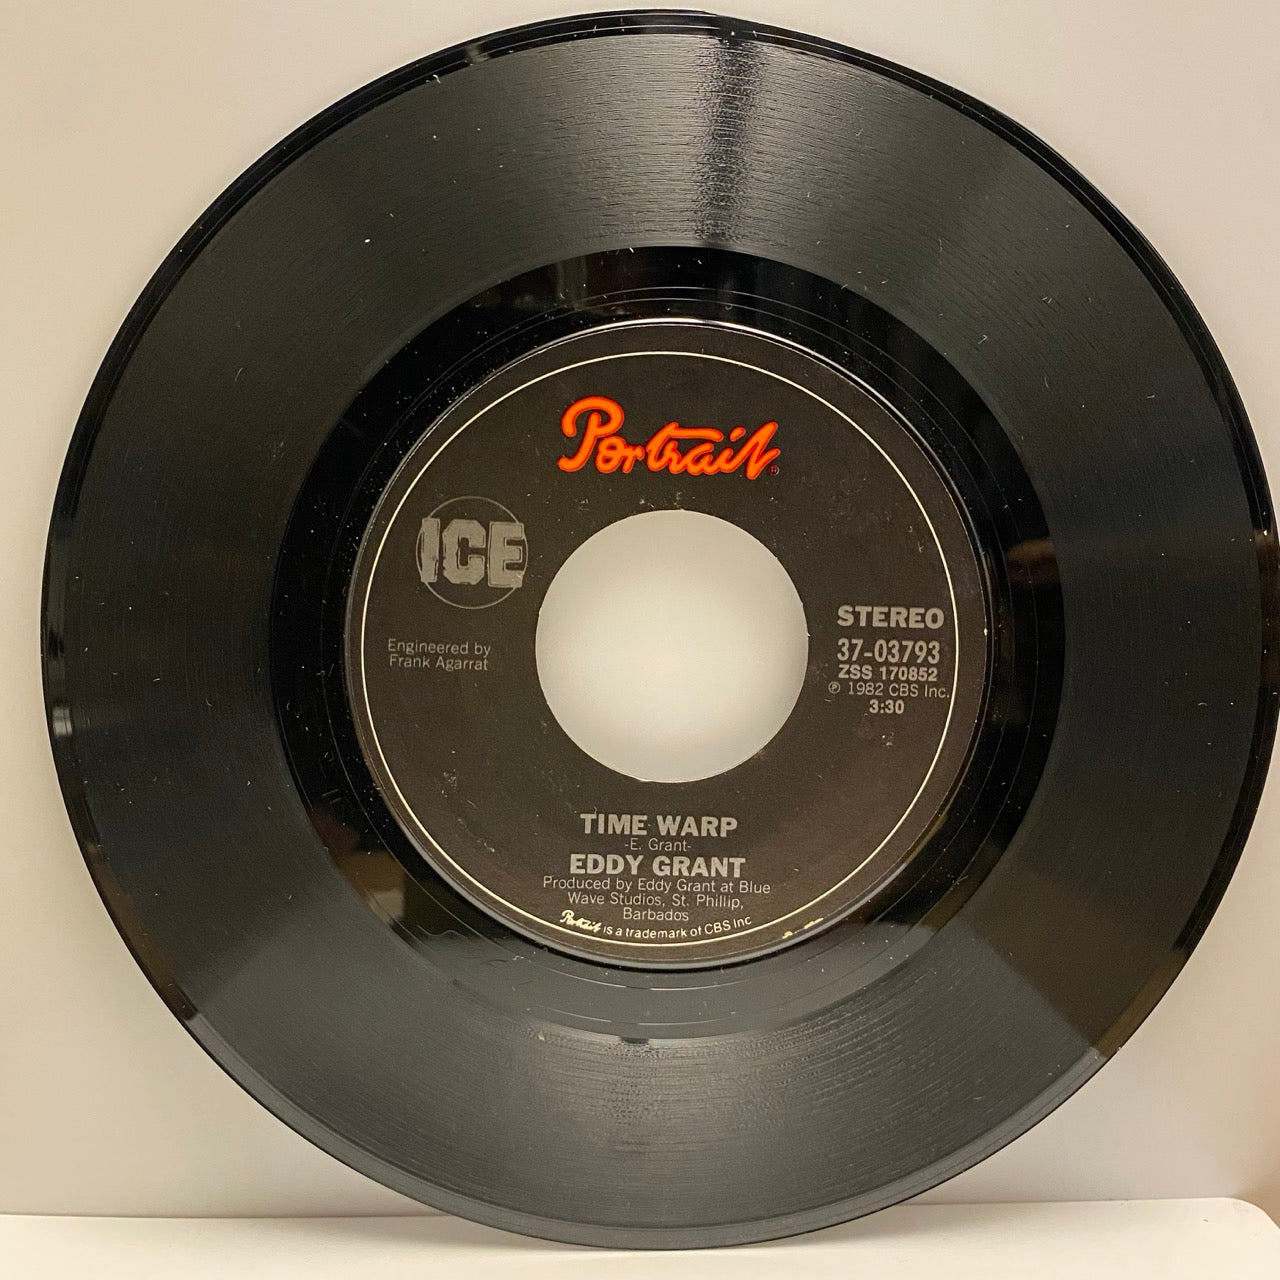 Portrait®
ICE
Engineered by
Frank Agarrat
STEREO
37-03793
ZSS 170852
℗ 1982 CBS Inc.
3:30
TIME WARP
-E. Grant-
EDDY GRANT
Produced by Eddy Grant at Blue
Wave Studios, St. Phillip,
Barbados
Portrait is a trademark of CBS Inc